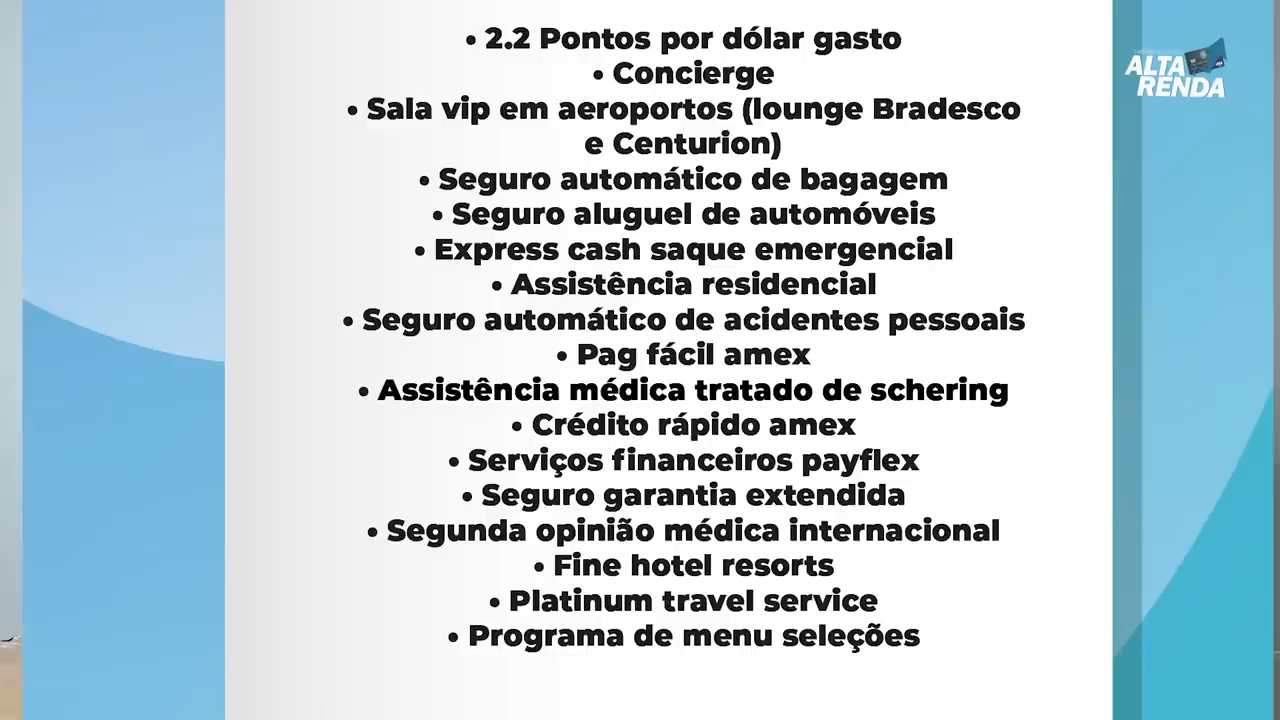 • 2.2 Pontos por dólar gasto
• Concierge
• Sala vip em aeroportos (lounge Bradesco
e Centurion)
• Seguro automático de bagagem
• Seguro aluguel de automóveis
• Express cash saque emergencial
• Assistência residencial
• Seguro automático de acidentes pessoais
• Pag fácil amex
• Assistência médica tratado de schering
• Crédito rápido amex
• Serviços financeiros payflex
• Seguro garantia extendida
• Segunda opinião médica internacional
• Fine hotel resorts
• Platinum travel service
• Programa de menu seleções
ALTA
RENDA